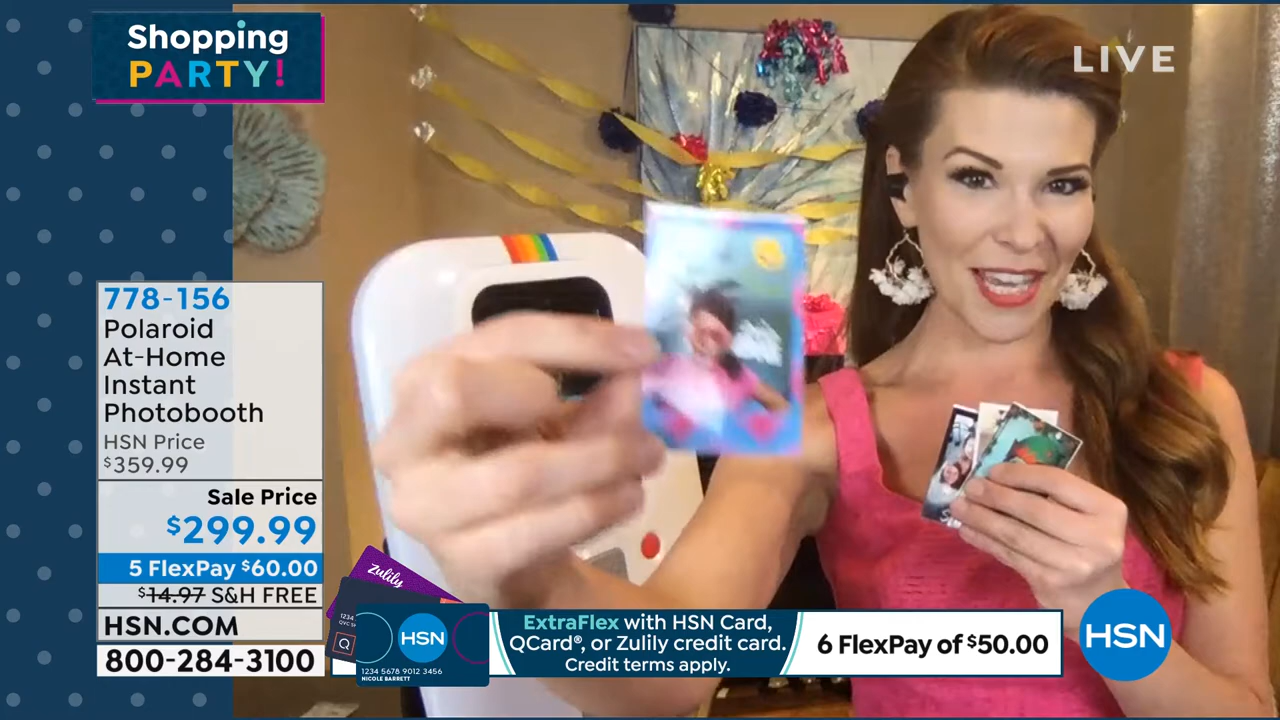 Shopping
PARTY!
LIVE
778-156
Polaroid
At-Home
Instant
Photobooth
HSN Price
$359.99
Sale Price
$299.99
5 FlexPay $60.00
$14.97 S&H FREE
HSN.COM
800-284-3100
Zulily
1234
Q
HSN
1234 5678 9012 3456
NICOLE BARRETT
ExtraFlex with HSN Card,
QCard®, or Zulily credit card.
Credit terms apply.
6 FlexPay of $50.00
HSN